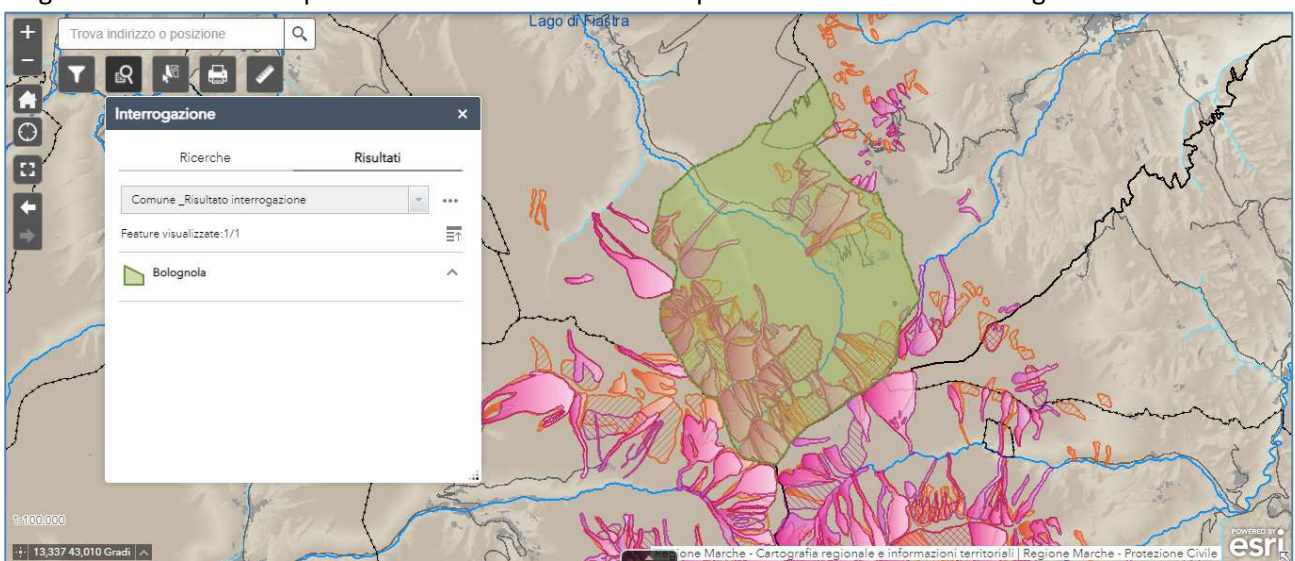 Lago di Fiastra
Trova indirizzo o posizione
Interrogazione
Ricerche
Risultati
Comune _Risultato interrogazione
Feature visualizzate:1/1
Bolognola
1:100.000
13,337 43,010 Gradi
Regione Marche - Cartografia regionale e informazioni territoriali | Regione Marche - Protezione Civile
POWERED BY
esri